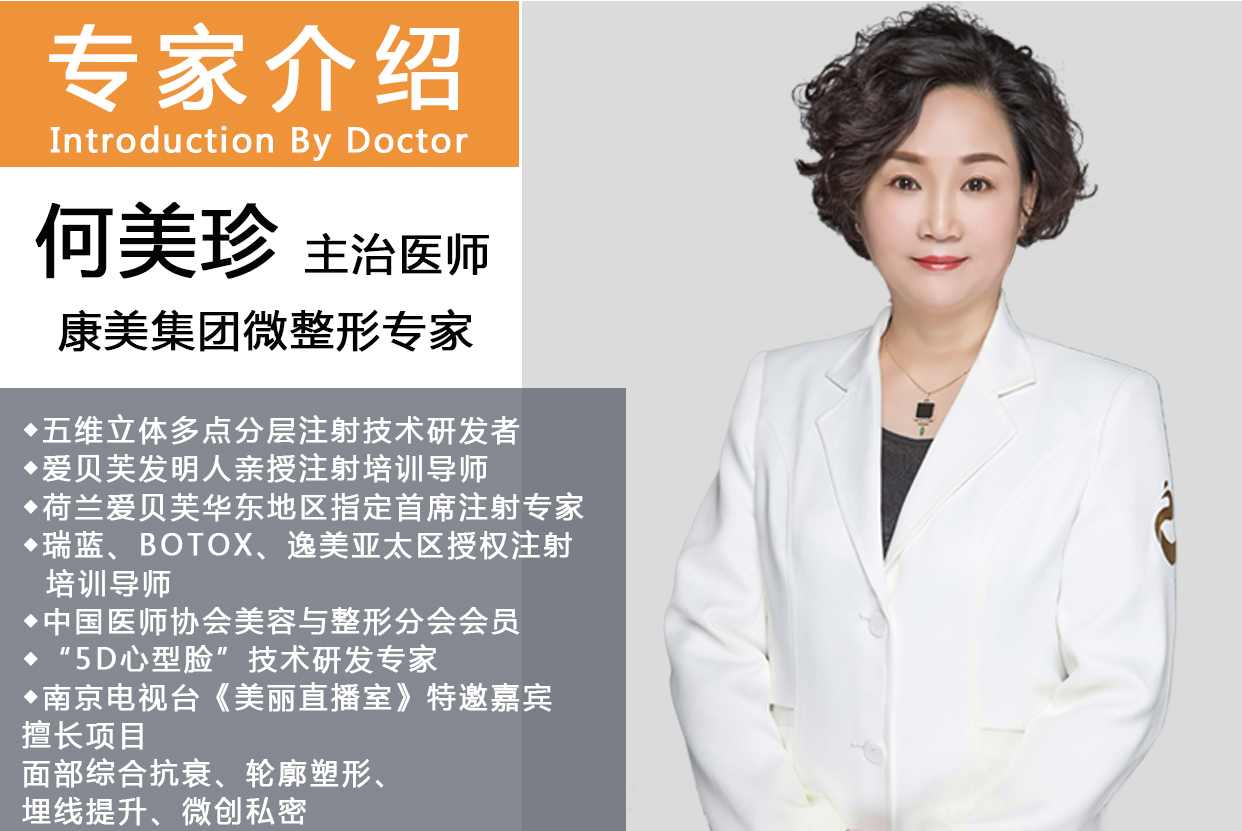 专家介绍
Introduction By Doctor
何美珍 主治医师
康美集团微整形专家
◆五维立体多点分层注射技术研发者
◆爱贝芙发明人亲授注射培训导师
◆荷兰爱贝芙华东地区指定首席注射专家
◆瑞蓝、BOTOX、逸美亚太区授权注射
培训导师
◆中国医师协会美容与整形分会会员
◆“5D心型脸”技术研发专家
◆南京电视台《美丽直播室》特邀嘉宾
擅长项目
面部综合抗衰、轮廓塑形、
埋线提升、微创私密